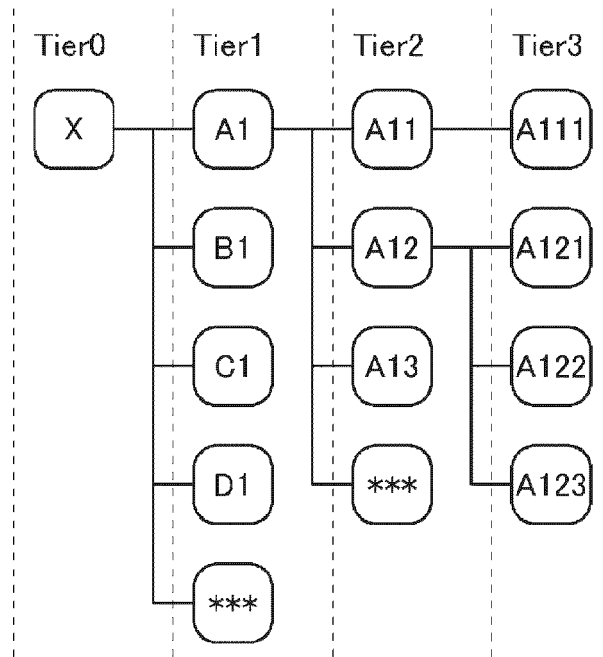 Tier0 Tier1 Tier2 Tier3
X A1 A11 A111
B1 A12 A121
C1 A13 A122
D1 *** A123
***